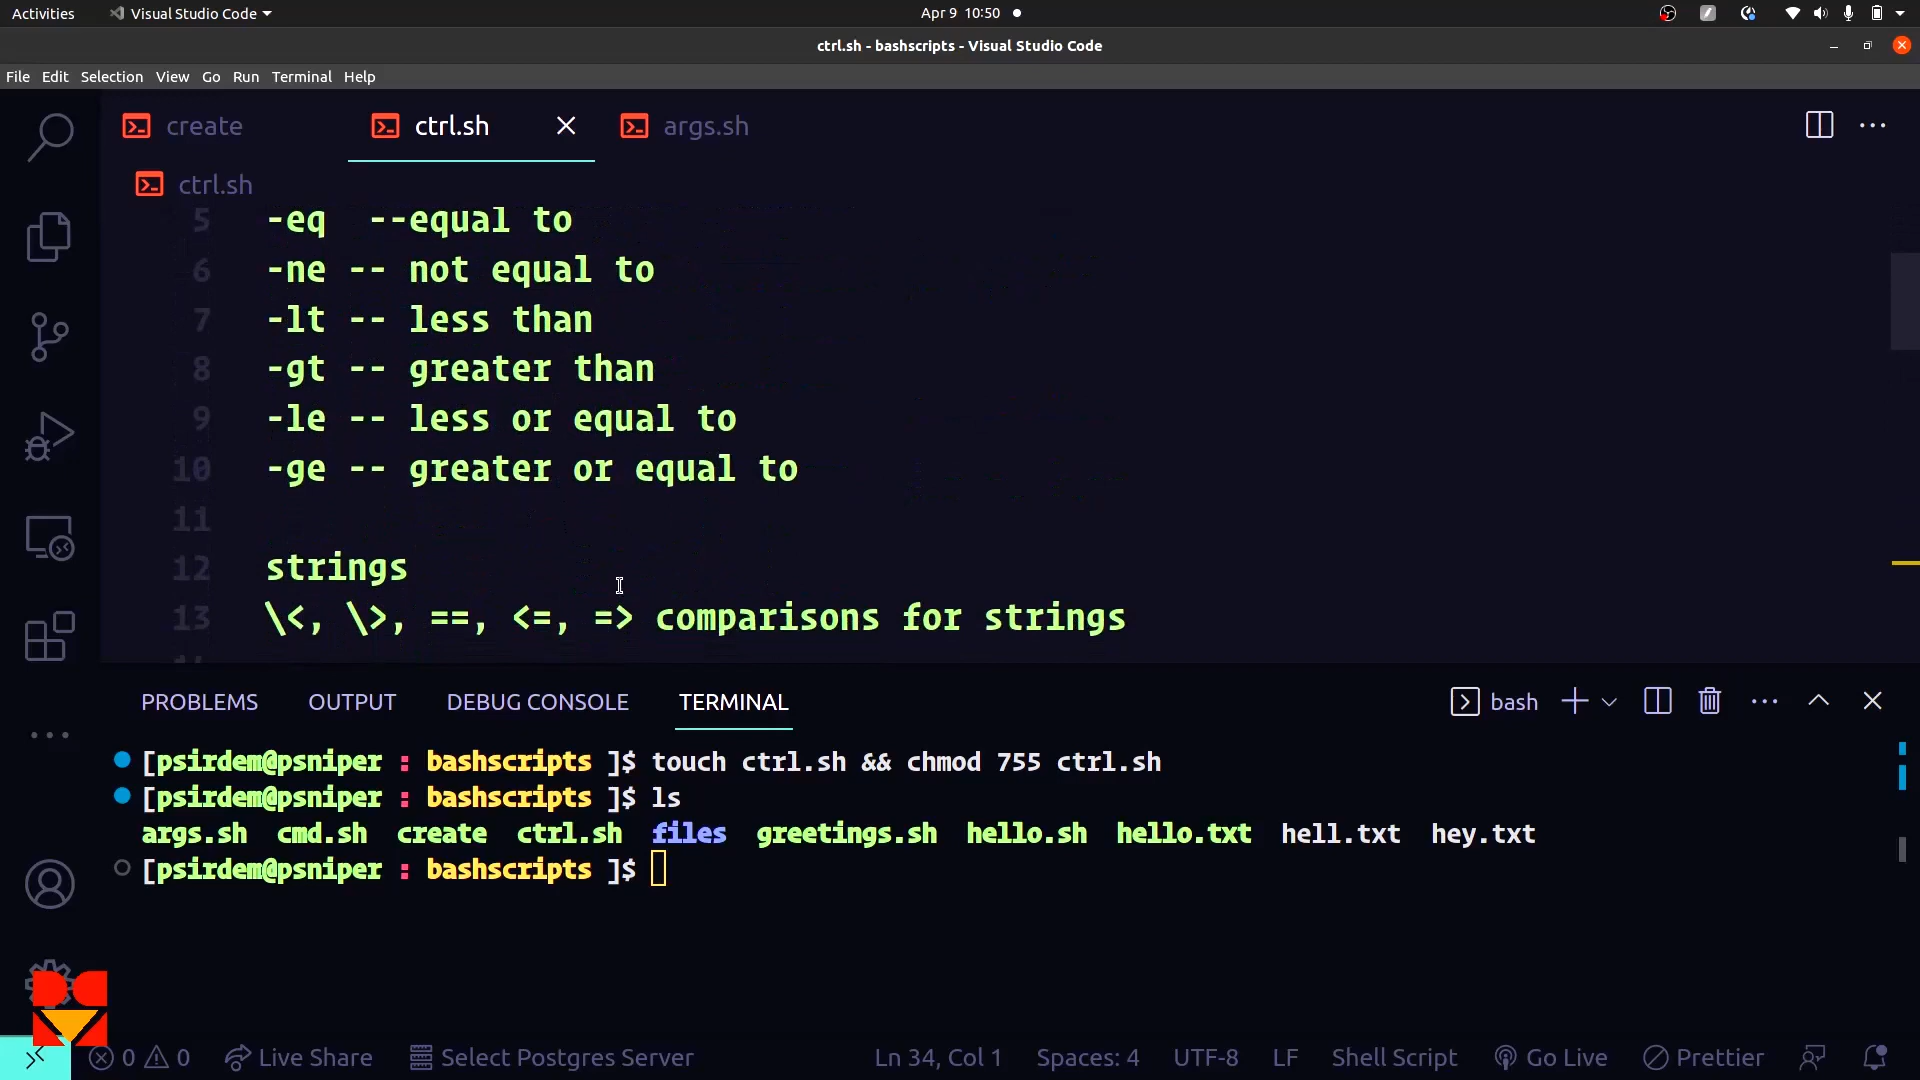 Activities Visual Studio Code Apr 9 10:50
ctrl.sh - bashscripts - Visual Studio Code
File Edit Selection View Go Run Terminal Help
create ctrl.sh args.sh
ctrl.sh
5 -eq --equal to
6 -ne -- not equal to
7 -lt -- less than
8 -gt -- greater than
9 -le -- less or equal to
10 -ge -- greater or equal to
11
12 strings
13 \<, \>, ==, <=, => comparisons for strings
PROBLEMS OUTPUT DEBUG CONSOLE TERMINAL bash
[psirdem@psniper : bashscripts ]$ touch ctrl.sh && chmod 755 ctrl.sh
[psirdem@psniper : bashscripts ]$ ls
args.sh cmd.sh create ctrl.sh files greetings.sh hello.sh hello.txt hell.txt hey.txt
[psirdem@psniper : bashscripts ]$
0 0 Live Share Select Postgres Server Ln 34, Col 1 Spaces: 4 UTF-8 LF Shell Script Go Live Prettier